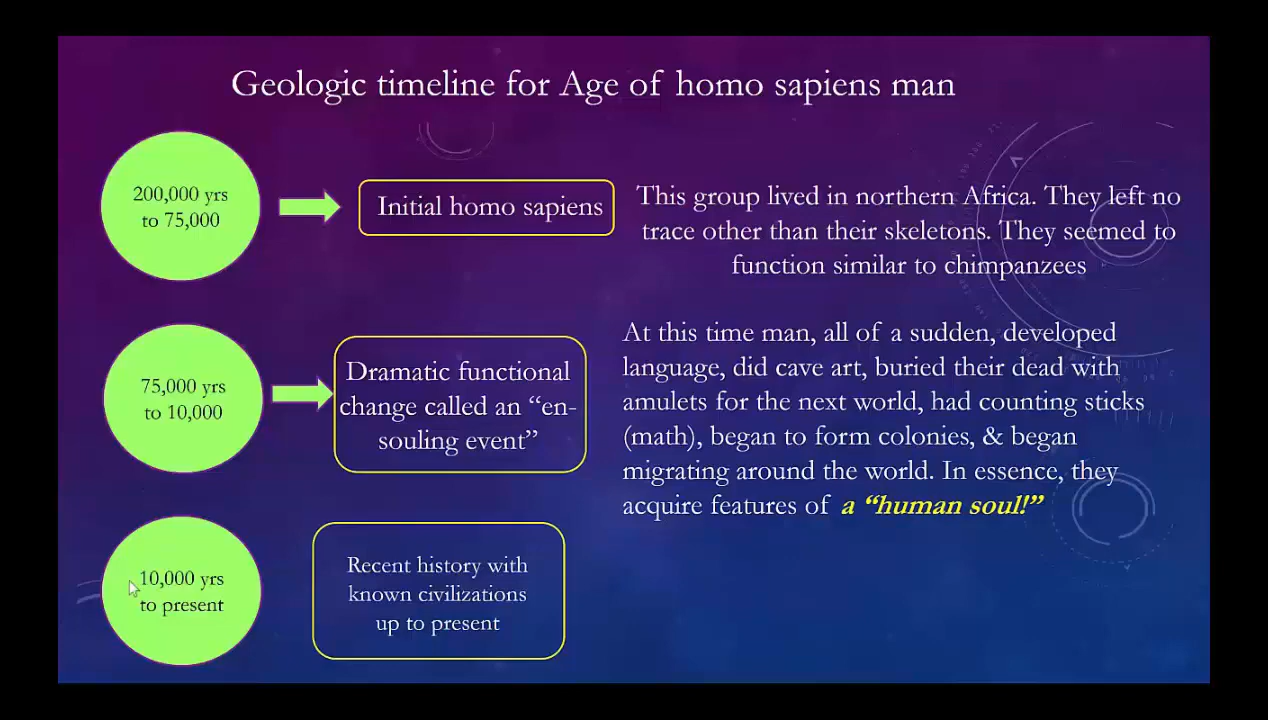 Geologic timeline for Age of homo sapiens man
200,000 yrs
to 75,000
Initial homo sapiens
This group lived in northern Africa. They left no
trace other than their skeletons. They seemed to
function similar to chimpanzees
75,000 yrs
to 10,000
Dramatic functional
change called an “en-
souling event”
At this time man, all of a sudden, developed
language, did cave art, buried their dead with
amulets for the next world, had counting sticks
(math), began to form colonies, & began
migrating around the world. In essence, they
acquire features of a “human soul!”
10,000 yrs
to present
Recent history with
known civilizations
up to present